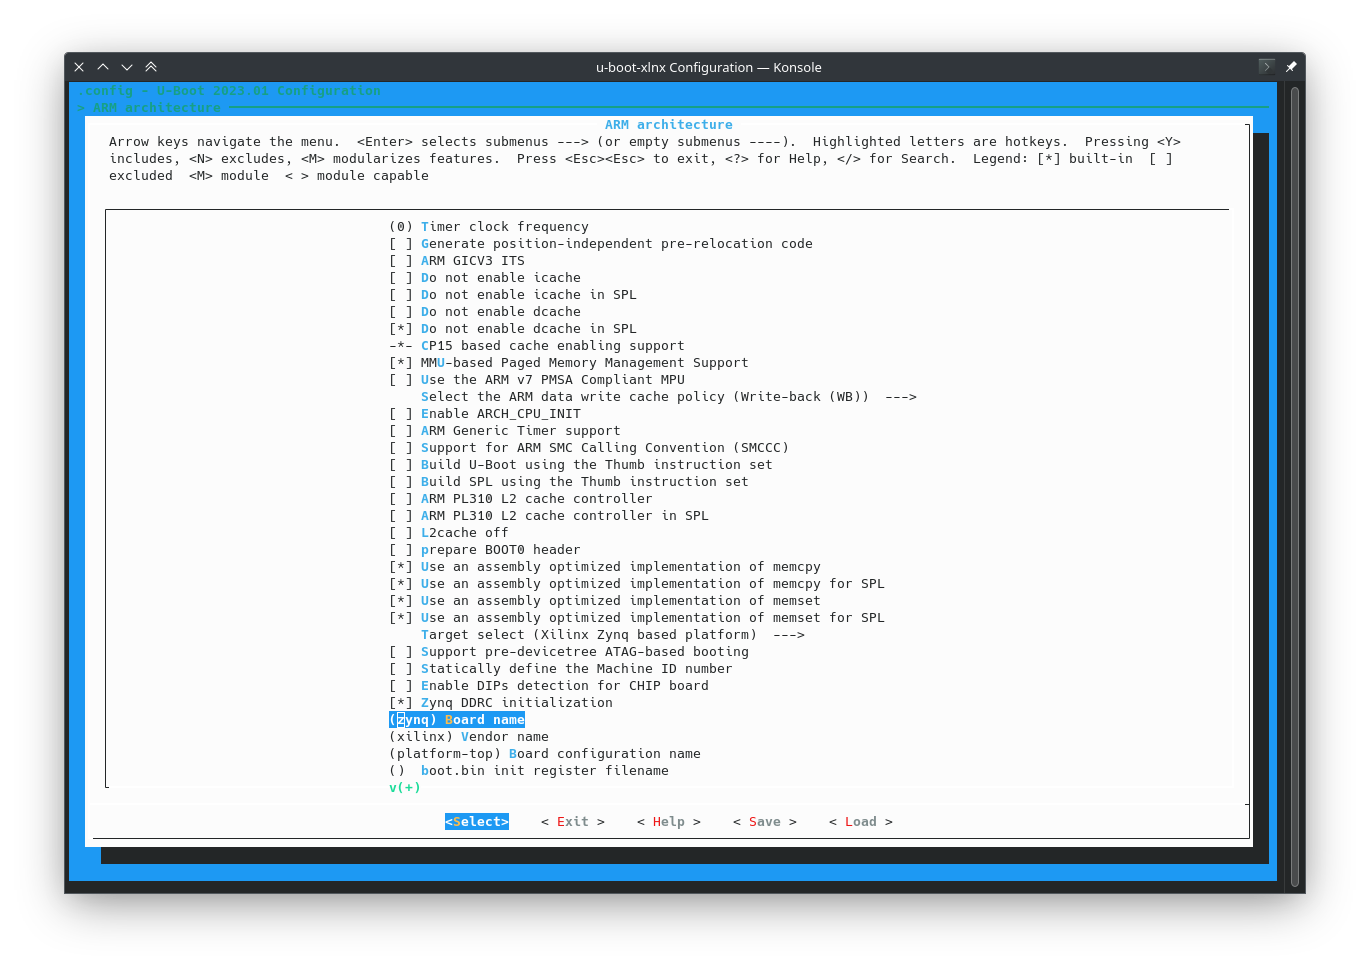 u-boot-xlnx Configuration — Konsole
.config - U-Boot 2023.01 Configuration
> ARM architecture
ARM architecture
Arrow keys navigate the menu.  <Enter> selects submenus ---> (or empty submenus ----).  Highlighted letters are hotkeys.  Pressing <Y>
includes, <N> excludes, <M> modularizes features.  Press <Esc><Esc> to exit, <?> for Help, </> for Search.  Legend: [*] built-in  [ ]
excluded  <M> module  < > module capable
(0) Timer clock frequency
[ ] Generate position-independent pre-relocation code
[ ] ARM GICV3 ITS
[ ] Do not enable icache
[ ] Do not enable icache in SPL
[ ] Do not enable dcache
[*] Do not enable dcache in SPL
-*- CP15 based cache enabling support
[*] MMU-based Paged Memory Management Support
[ ] Use the ARM v7 PMSA Compliant MPU
Select the ARM data write cache policy (Write-back (WB))  --->
[ ] Enable ARCH_CPU_INIT
[ ] ARM Generic Timer support
[ ] Support for ARM SMC Calling Convention (SMCCC)
[ ] Build U-Boot using the Thumb instruction set
[ ] Build SPL using the Thumb instruction set
[ ] ARM PL310 L2 cache controller
[ ] ARM PL310 L2 cache controller in SPL
[ ] L2cache off
[ ] prepare BOOT0 header
[*] Use an assembly optimized implementation of memcpy
[*] Use an assembly optimized implementation of memcpy for SPL
[*] Use an assembly optimized implementation of memset
[*] Use an assembly optimized implementation of memset for SPL
Target select (Xilinx Zynq based platform)  --->
[ ] Support pre-devicetree ATAG-based booting
[ ] Statically define the Machine ID number
[ ] Enable DIPs detection for CHIP board
[*] Zynq DDRC initialization
(zynq) Board name
(xilinx) Vendor name
(platform-top) Board configuration name
()  boot.bin init register filename
v(+)
<Select>    < Exit >    < Help >    < Save >    < Load >